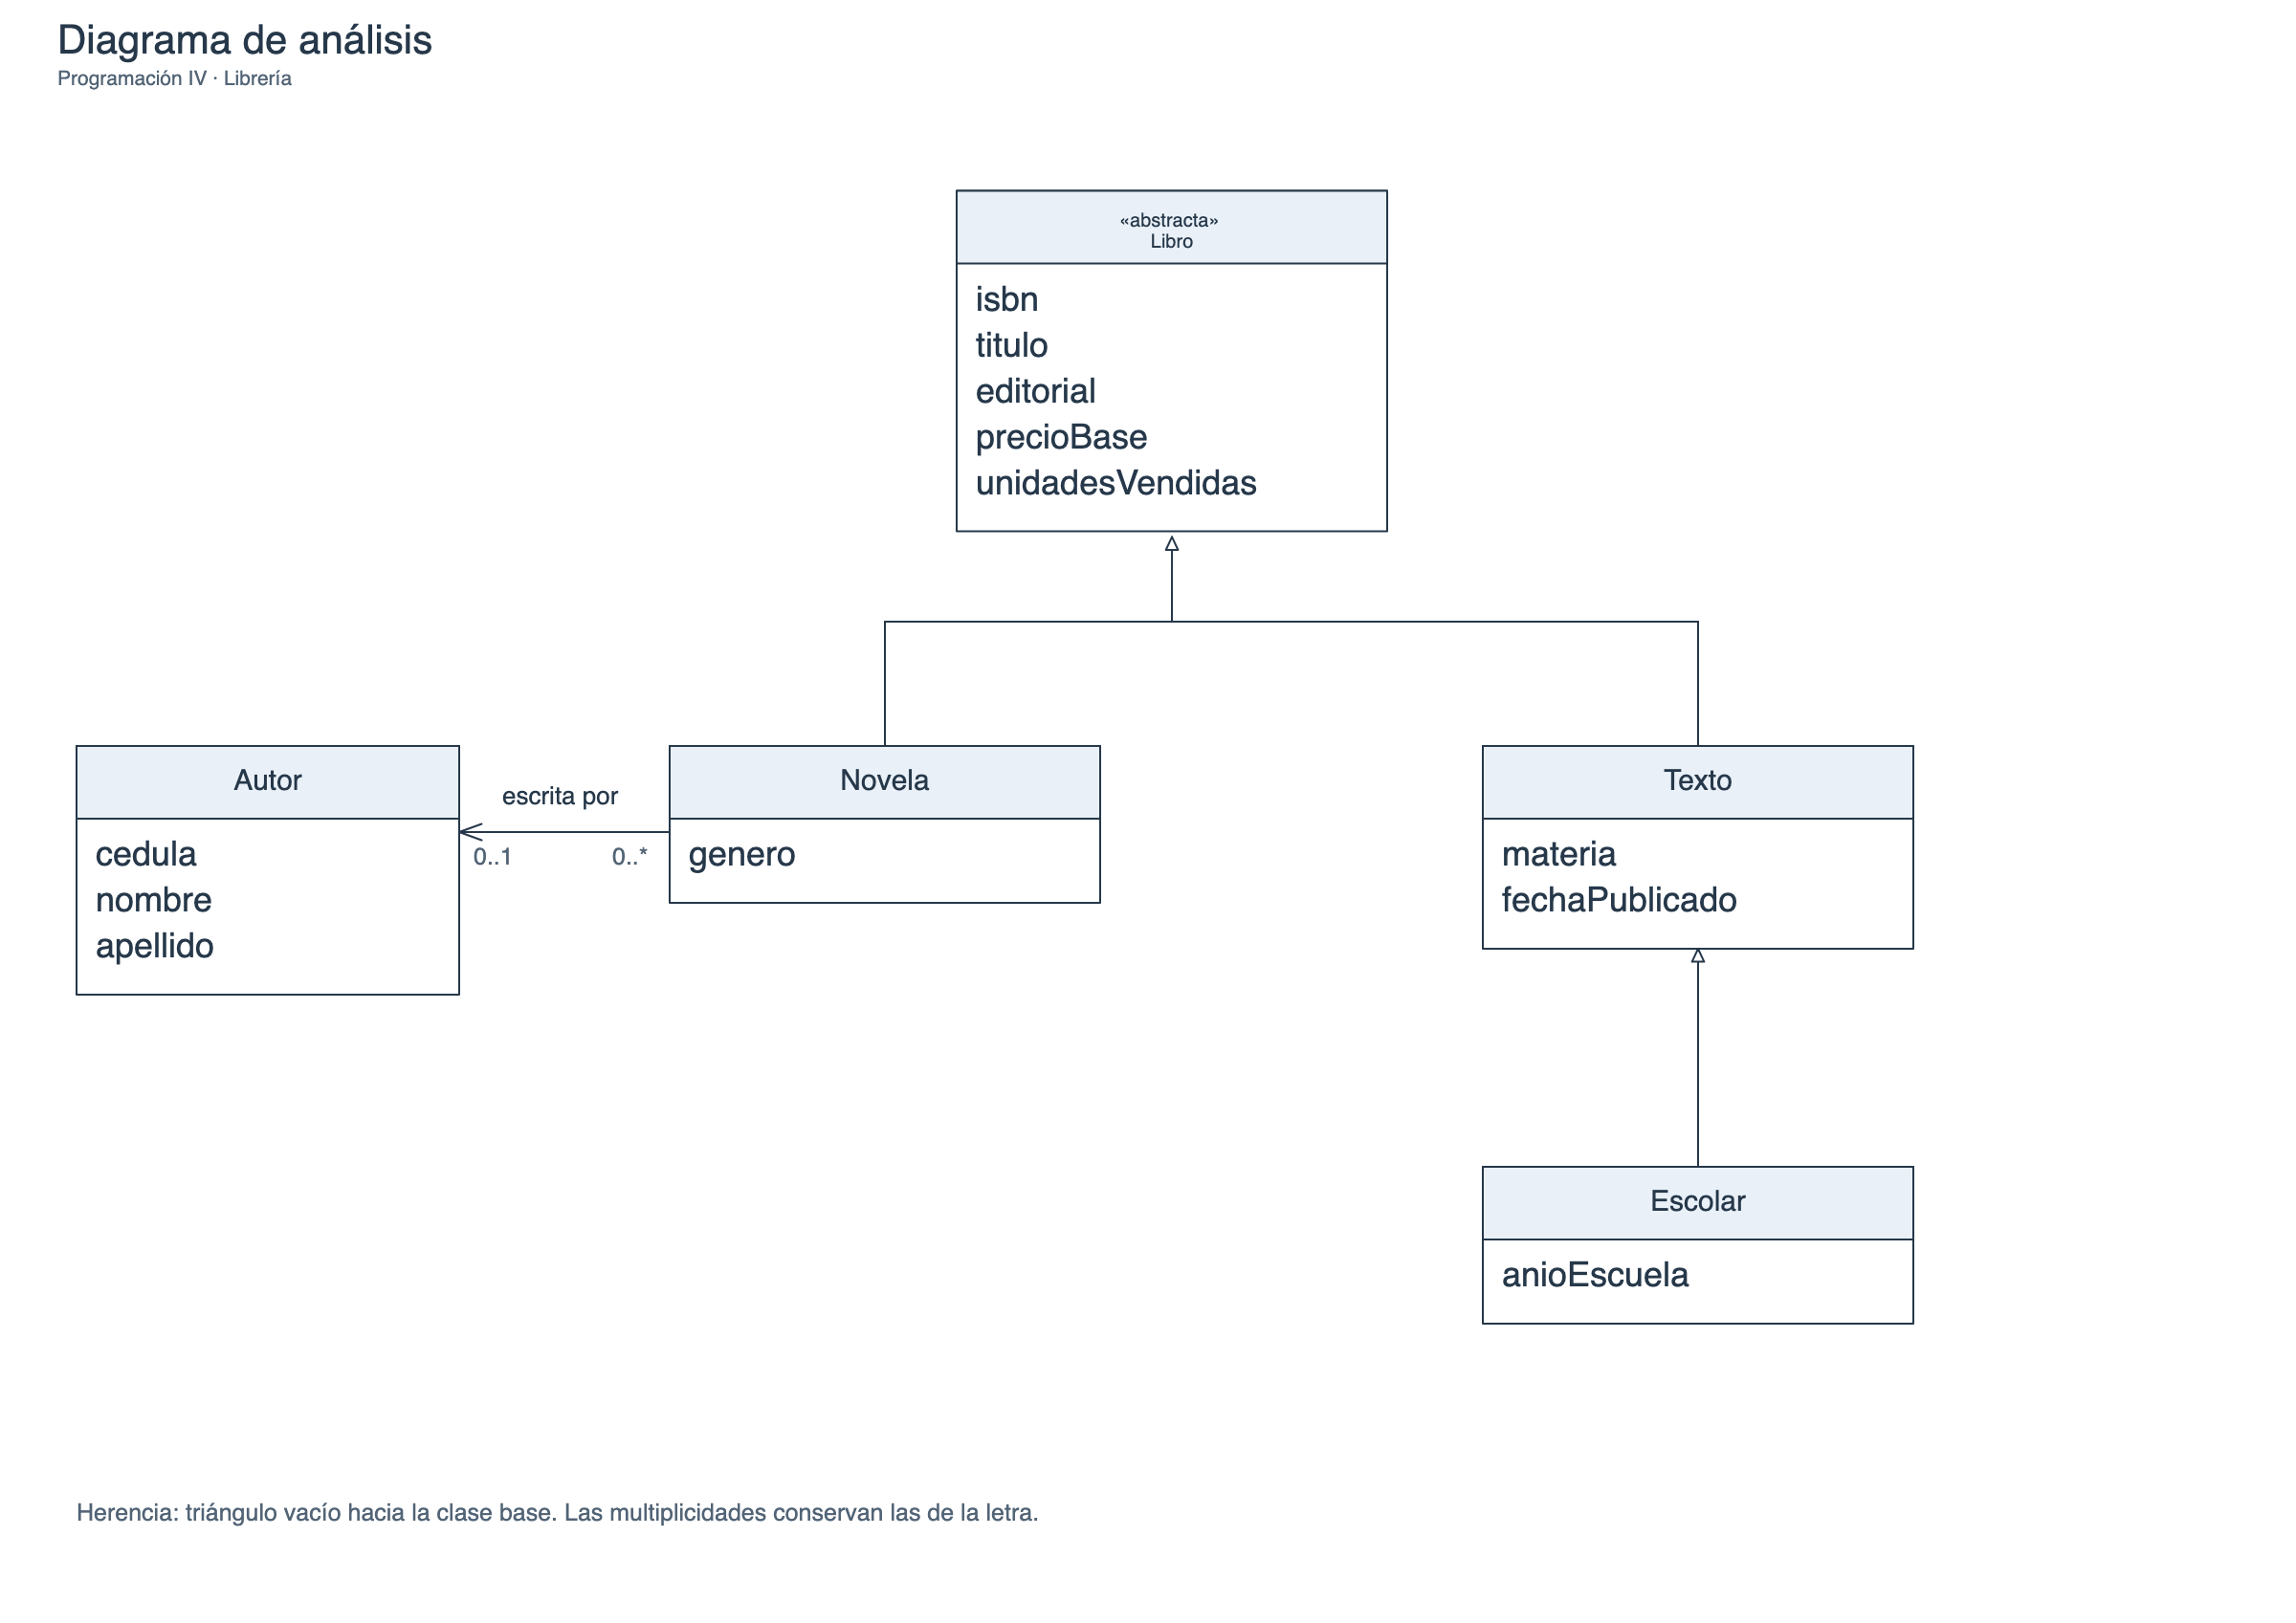 Diagrama de análisis
Programación IV · Librería
«abstracta»
Libro
isbn
titulo
editorial
precioBase
unidadesVendidas
Autor
cedula
nombre
apellido
escrita por
0..1
0..*
Novela
genero
Texto
materia
fechaPublicado
Escolar
anioEscuela
Herencia: triángulo vacío hacia la clase base. Las multiplicidades conservan las de la letra.